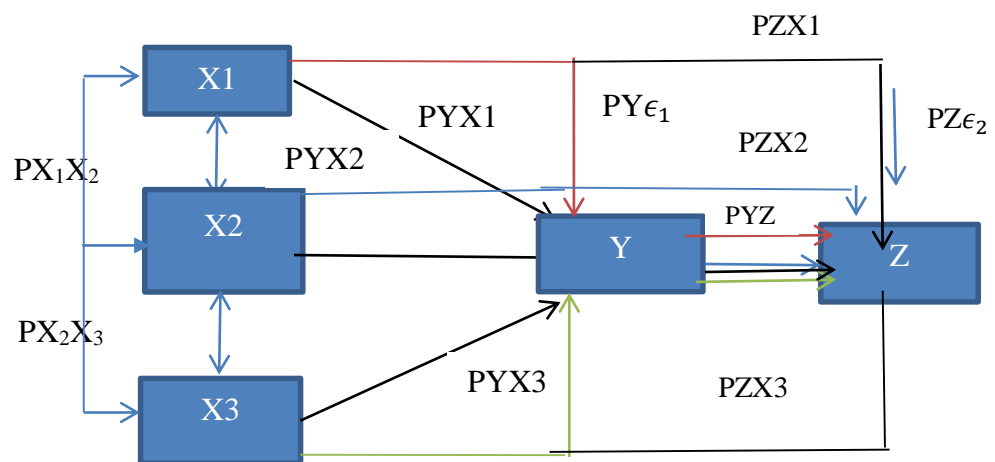 PZX1
X1
PYϵ₁
PZϵ₂
PYX1
PZX2
PYX2
PX₁X₂
PYZ
X2
Y
Z
PX₂X₃
PYX3
PZX3
X3